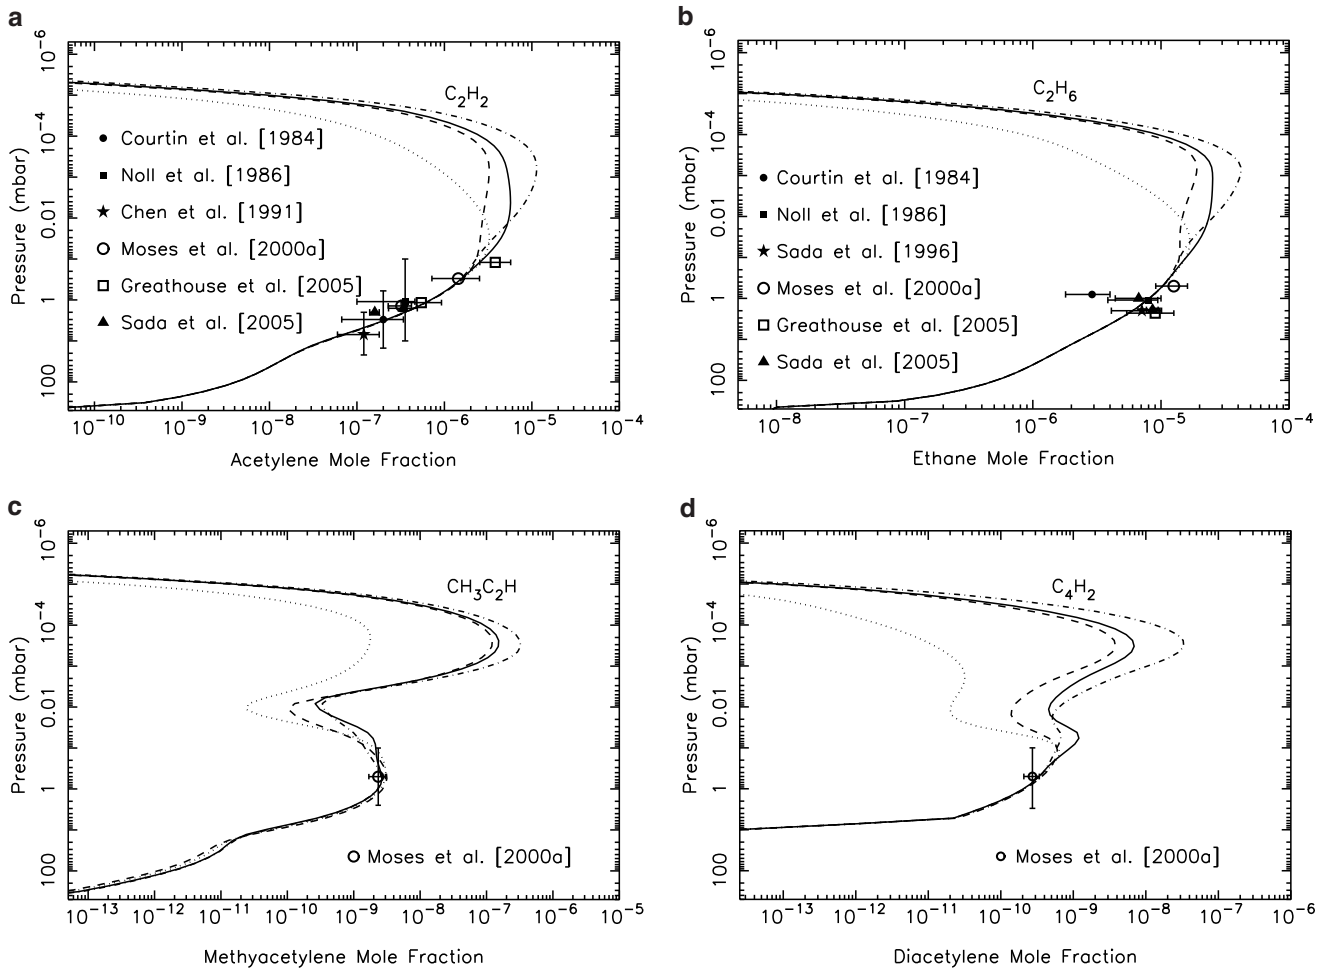 a
10⁻⁶
10⁻⁴
0.01
1
100
Pressure (mbar)
C₂H₂
Courtin et al. [1984]
Noll et al. [1986]
Chen et al. [1991]
Moses et al. [2000a]
Greathouse et al. [2005]
Sada et al. [2005]
10⁻¹⁰ 10⁻⁹ 10⁻⁸ 10⁻⁷ 10⁻⁶ 10⁻⁵ 10⁻⁴
Acetylene Mole Fraction
b
10⁻⁶
10⁻⁴
0.01
1
100
Pressure (mbar)
C₂H₆
Courtin et al. [1984]
Noll et al. [1986]
Sada et al. [1996]
Moses et al. [2000a]
Greathouse et al. [2005]
Sada et al. [2005]
10⁻⁸ 10⁻⁷ 10⁻⁶ 10⁻⁵ 10⁻⁴
Ethane Mole Fraction
c
10⁻⁶
10⁻⁴
0.01
1
100
Pressure (mbar)
CH₃C₂H
Moses et al. [2000a]
10⁻¹³ 10⁻¹² 10⁻¹¹ 10⁻¹⁰ 10⁻⁹ 10⁻⁸ 10⁻⁷ 10⁻⁶ 10⁻⁵
Methyacetylene Mole Fraction
d
10⁻⁶
10⁻⁴
0.01
1
100
Pressure (mbar)
C₄H₂
Moses et al. [2000a]
10⁻¹³ 10⁻¹² 10⁻¹¹ 10⁻¹⁰ 10⁻⁹ 10⁻⁸ 10⁻⁷ 10⁻⁶
Diacetylene Mole Fraction